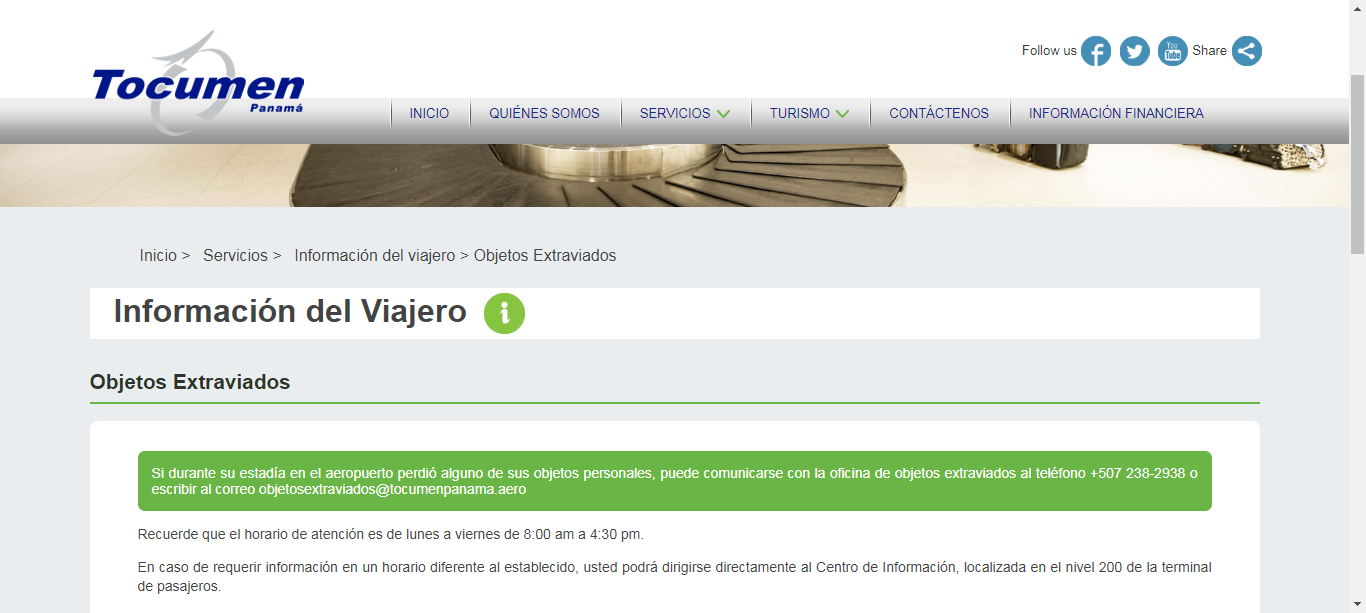 Follow us
You
Tube
Share
Tocumen
Panamá
INICIO
QUIÉNES SOMOS
SERVICIOS
TURISMO
CONTÁCTENOS
INFORMACIÓN FINANCIERA
Inicio > Servicios > Información del viajero > Objetos Extraviados
Información del Viajero
Objetos Extraviados
Si durante su estadía en el aeropuerto perdió alguno de sus objetos personales, puede comunicarse con la oficina de objetos extraviados al teléfono +507 238-2938 o
escribir al correo objetosextraviados@tocumenpanama.aero
Recuerde que el horario de atención es de lunes a viernes de 8:00 am a 4:30 pm.
En caso de requerir información en un horario diferente al establecido, usted podrá dirigirse directamente al Centro de Información, localizada en el nivel 200 de la terminal
de pasajeros.